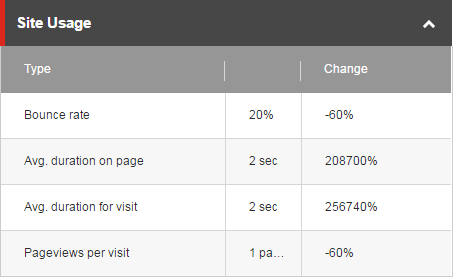 Site Usage
Type Change
Bounce rate 20% -60%
Avg. duration on page 2 sec 208700%
Avg. duration for visit 2 sec 256740%
Pageviews per visit 1 pa... -60%